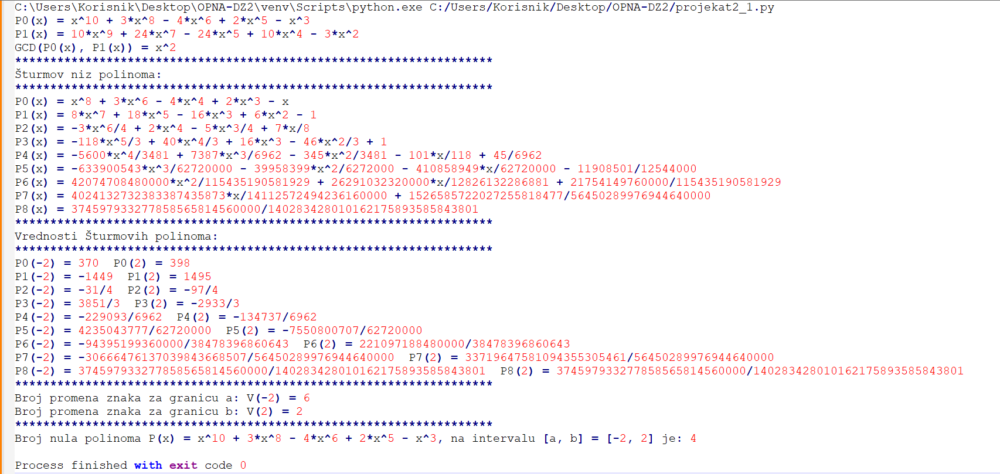 C:\Users\Korisnik\Desktop\OPNA-DZ2\venv\Scripts\python.exe C:/Users/Korisnik/Desktop/OPNA-DZ2/projekat2_1.py
P0(x) = x^10 + 3*x^8 - 4*x^6 + 2*x^5 - x^3
P1(x) = 10*x^9 + 24*x^7 - 24*x^5 + 10*x^4 - 3*x^2
GCD(P0(x), P1(x)) = x^2
********************************************************************
Šturmov niz polinoma:
********************************************************************
P0(x) = x^8 + 3*x^6 - 4*x^4 + 2*x^3 - x
P1(x) = 8*x^7 + 18*x^5 - 16*x^3 + 6*x^2 - 1
P2(x) = -3*x^6/4 + 2*x^4 - 5*x^3/4 + 7*x/8
P3(x) = -118*x^5/3 + 40*x^4/3 + 16*x^3 - 46*x^2/3 + 1
P4(x) = -5600*x^4/3481 + 7387*x^3/6962 - 345*x^2/3481 - 101*x/118 + 45/6962
P5(x) = -633900543*x^3/62720000 - 39958399*x^2/6272000 - 410858949*x/62720000 - 11908501/12544000
P6(x) = 42074708480000*x^2/115435190581929 + 26291032320000*x/12826132286881 + 21754149760000/115435190581929
P7(x) = 402413273238338​7435873*x/14112572494236160000 + 1526585722027255818477/56450289976944640000
P8(x) = 374597933277858565814560000/140283428010162175893585843801
********************************************************************
Vrednosti Šturmovih polinoma:
********************************************************************
P0(-2) = 370  P0(2) = 398
P1(-2) = -1449  P1(2) = 1495
P2(-2) = -31/4  P2(2) = -97/4
P3(-2) = 3851/3  P3(2) = -2933/3
P4(-2) = -229093/6962  P4(2) = -134737/6962
P5(-2) = 4235043777/62720000  P5(2) = -7550800707/62720000
P6(-2) = -94395199360000/38478396860643  P6(2) = 221097188480000/38478396860643
P7(-2) = -30666476137039843668507/56450289976944640000  P7(2) = 33719647581094355305461/56450289976944640000
P8(-2) = 374597933277858565814560000/140283428010162175893585843801  P8(2) = 374597933277858565814560000/140283428010162175893585843801
********************************************************************
Broj promena znaka za granicu a: V(-2) = 6
Broj promena znaka za granicu b: V(2) = 2
********************************************************************
Broj nula polinoma P(x) = x^10 + 3*x^8 - 4*x^6 + 2*x^5 - x^3, na intervalu [a, b] = [-2, 2] je: 4
Process finished with exit code 0